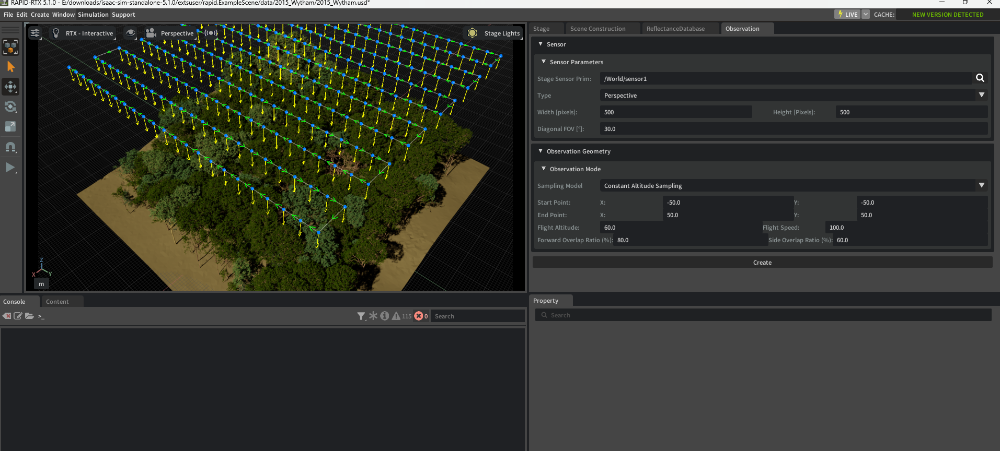 RAPID-RTX 5.1.0 - E:/downloads/isaac-sim-standalone-5.1.0/extsuser/rapid.ExampleScene/data/2015_Wytham/2015_Wytham.usd*
File Edit Create Window Simulation Support
LIVE CACHE: NEW VERSION DETECTED
RTX - Interactive Perspective Stage Lights
Z
X Y
m
Stage Scene Construction ReflectanceDatabase Observation
Sensor
Sensor Parameters
Stage Sensor Prim: /World/sensor1
Type Perspective
Width [pixels]: 500 Height [Pixels]: 500
Diagonal FOV [°]: 30.0
Observation Geometry
Observation Mode
Sampling Model Constant Altitude Sampling
Start Point: X: -50.0 Y: -50.0
End Point: X: 50.0 Y: 50.0
Flight Altitude: 60.0 Flight Speed: 100.0
Forward Overlap Ratio (%): 80.0 Side Overlap Ratio (%): 60.0
Create
Console Content
>_ 115 0 Search
Property
Search